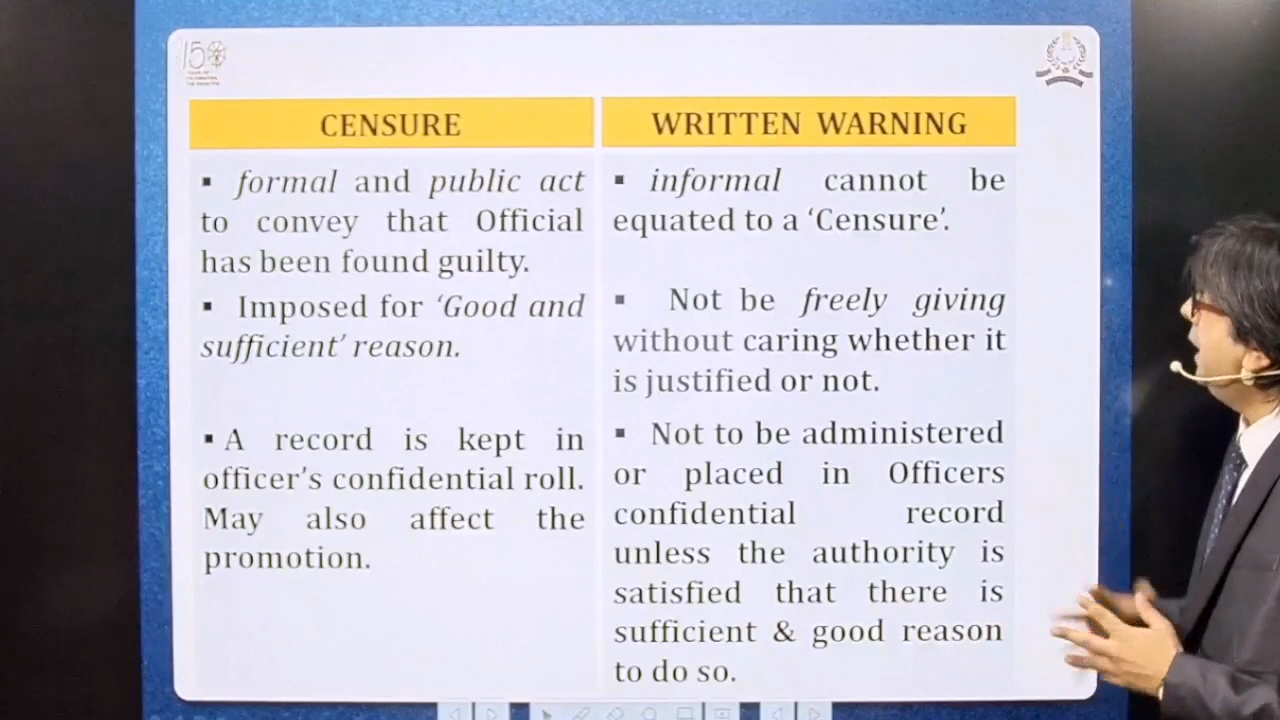 150
CENSURE
▪ formal and public act
to convey that Official
has been found guilty.
▪ Imposed for ‘Good and
sufficient’ reason.
▪ A record is kept in
officer’s confidential roll.
May also affect the
promotion.
WRITTEN WARNING
▪ informal cannot be
equated to a ‘Censure’.
▪ Not be freely giving
without caring whether it
is justified or not.
▪ Not to be administered
or placed in Officers
confidential record
unless the authority is
satisfied that there is
sufficient & good reason
to do so.